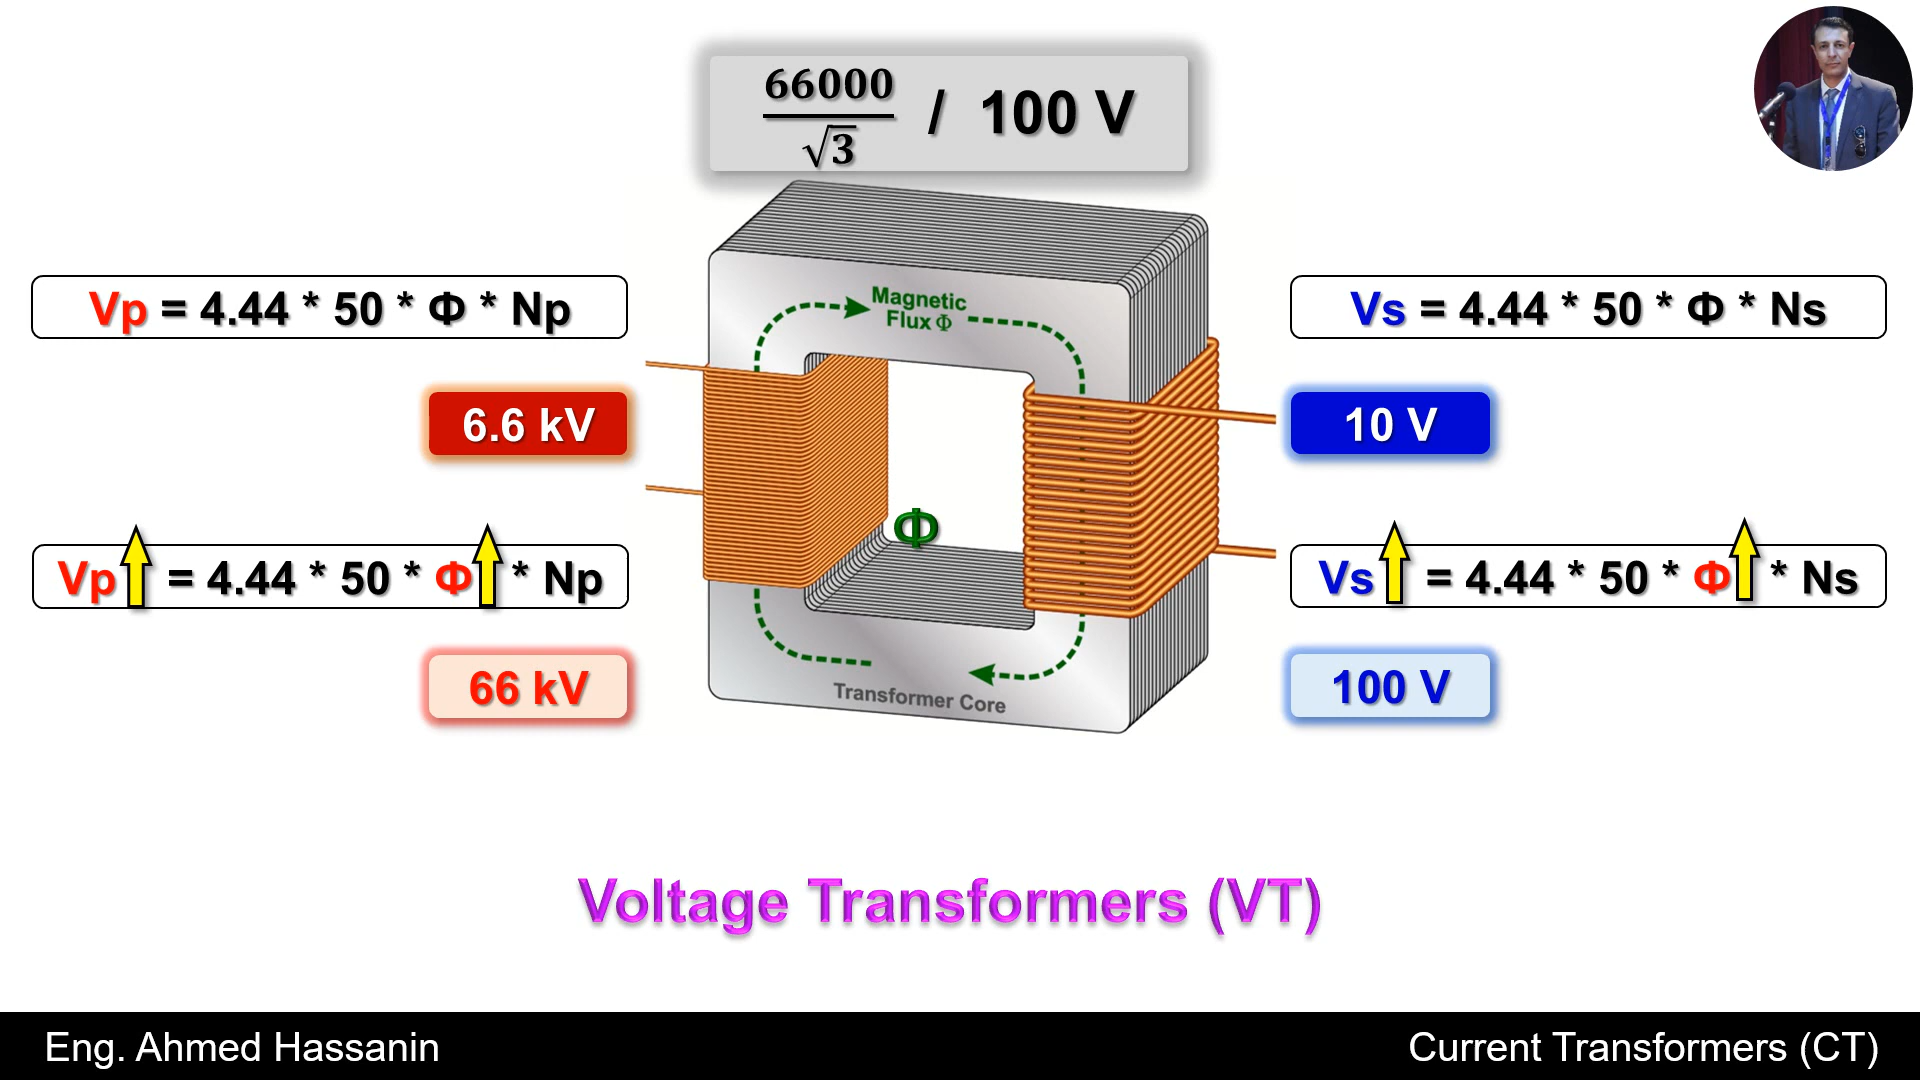 66000
√3
/ 100 V
Vp = 4.44 * 50 * Φ * Np
Vs = 4.44 * 50 * Φ * Ns
Magnetic
Flux Φ
6.6 kV
10 V
Φ
Vp = 4.44 * 50 * Φ * Np
Vs = 4.44 * 50 * Φ * Ns
66 kV
100 V
Transformer Core
Voltage Transformers (VT)
Eng. Ahmed Hassanin
Current Transformers (CT)